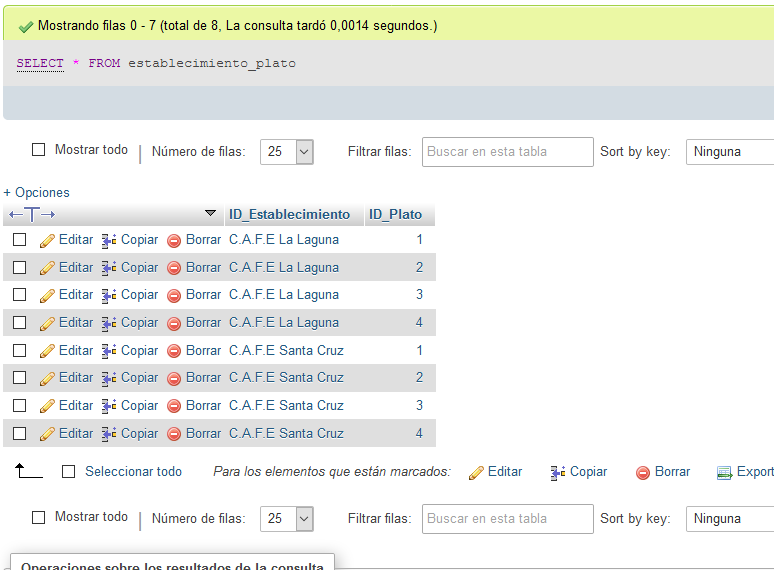 Mostrando filas 0 - 7 (total de 8, La consulta tardó 0,0014 segundos.)
SELECT * FROM establecimiento_plato
Mostrar todo | Número de filas: 25 Filtrar filas: Buscar en esta tabla Sort by key: Ninguna
+ Opciones
←T→ ID_Establecimiento ID_Plato
Editar Copiar Borrar C.A.F.E La Laguna 1
Editar Copiar Borrar C.A.F.E La Laguna 2
Editar Copiar Borrar C.A.F.E La Laguna 3
Editar Copiar Borrar C.A.F.E La Laguna 4
Editar Copiar Borrar C.A.F.E Santa Cruz 1
Editar Copiar Borrar C.A.F.E Santa Cruz 2
Editar Copiar Borrar C.A.F.E Santa Cruz 3
Editar Copiar Borrar C.A.F.E Santa Cruz 4
Seleccionar todo Para los elementos que están marcados: Editar Copiar Borrar Export
Mostrar todo | Número de filas: 25 Filtrar filas: Buscar en esta tabla Sort by key: Ninguna
Operaciones sobre los resultados de la consulta